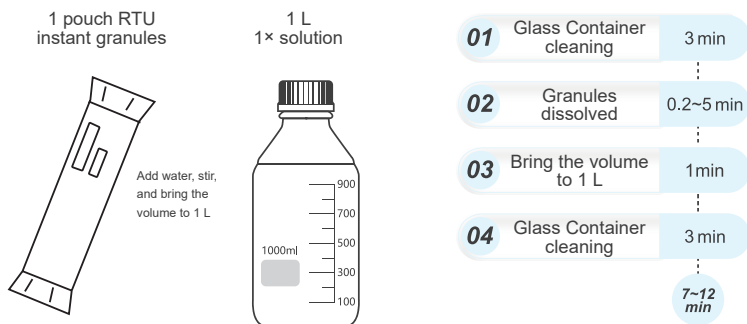 1 pouch RTU
instant granules
1 L
1× solution
Add water, stir,
and bring the
volume to 1 L
1000ml
900
700
500
300
100
01
Glass Container
cleaning
3 min
02
Granules
dissolved
0.2~5 min
03
Bring the volume
to 1 L
1min
04
Glass Container
cleaning
3 min
7~12
min